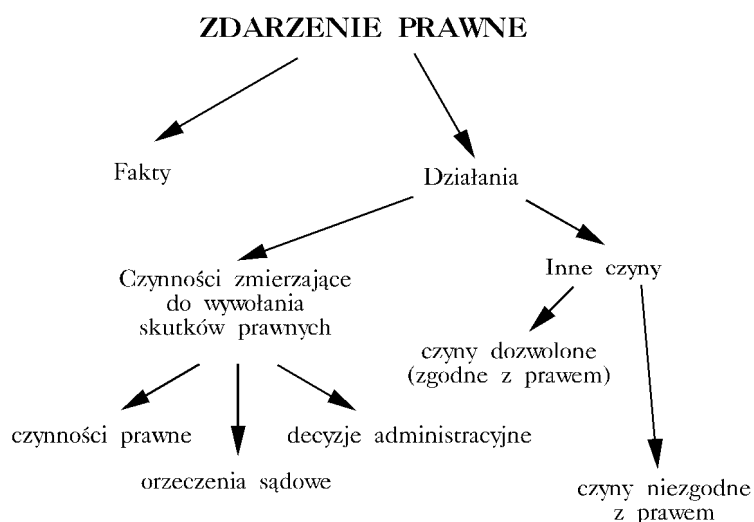 ZDARZENIE PRAWNE
Fakty
Działania
Czynności zmierzające
do wywołania
skutków prawnych
Inne czyny
czyny dozwolone
(zgodne z prawem)
czynności prawne
decyzje administracyjne
orzeczenia sądowe
czyny niezgodne
z prawem